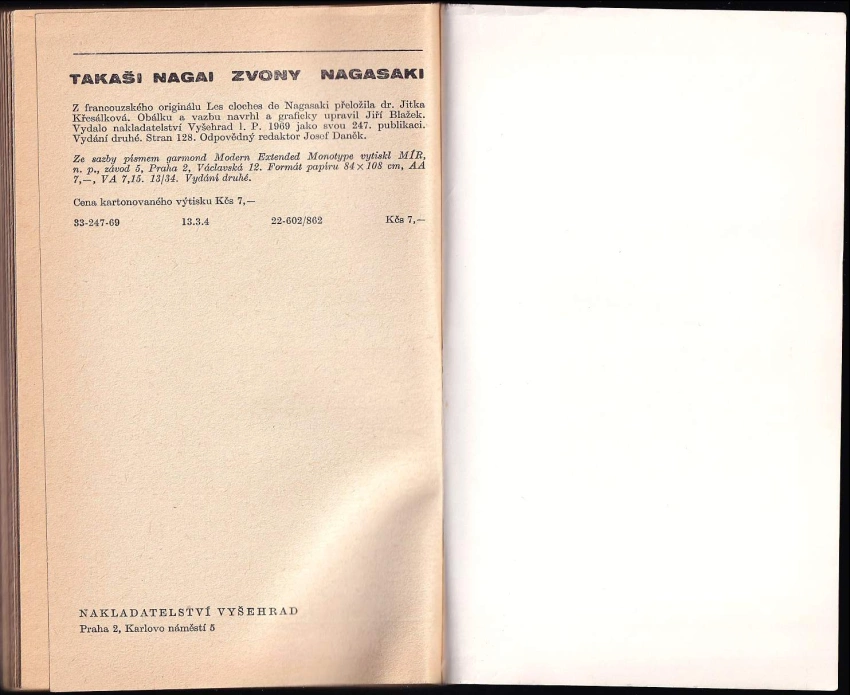 TAKAŠI NAGAI ZVONY NAGASAKI
Z francouzského originálu Les cloches de Nagasaki přeložila dr. Jitka
Křesálková. Obálku a vazbu navrhl a graficky upravil Jiří Blažek.
Vydalo nakladatelství Vyšehrad l. P. 1969 jako svou 247. publikaci.
Vydání druhé. Stran 128. Odpovědný redaktor Josef Daněk.
Ze sazby písmem garmond Modern Extended Monotype vytiskl MÍR,
n. p., závod 5, Praha 2, Václavská 12. Formát papíru 84×108 cm, AA
7,—, VA 7,15. 13/34. Vydání druhé.
Cena kartonovaného výtisku Kčs 7,—
33-247-69 13.3.4 22-602/862 Kčs 7,—
NAKLADATELSTVÍ VYŠEHRAD
Praha 2, Karlovo náměstí 5